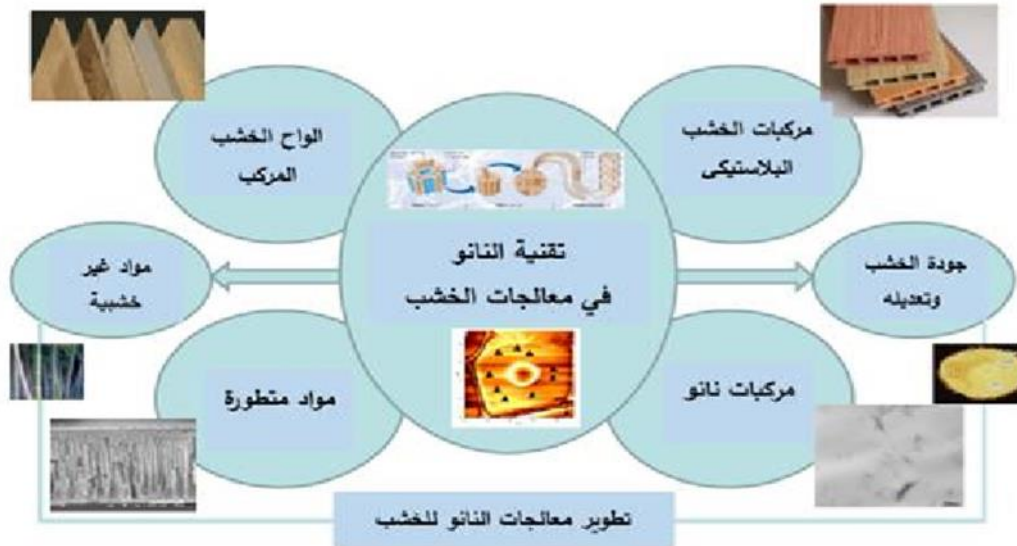 مركبات الخشب
البلاستيكى
الواح الخشب
المركب
تقنية النانو
في معالجات الخشب
جودة الخشب
وتعديله
مواد غير
خشبية
مركبات نانو
مواد متطورة
تطوير معالجات النانو للخشب